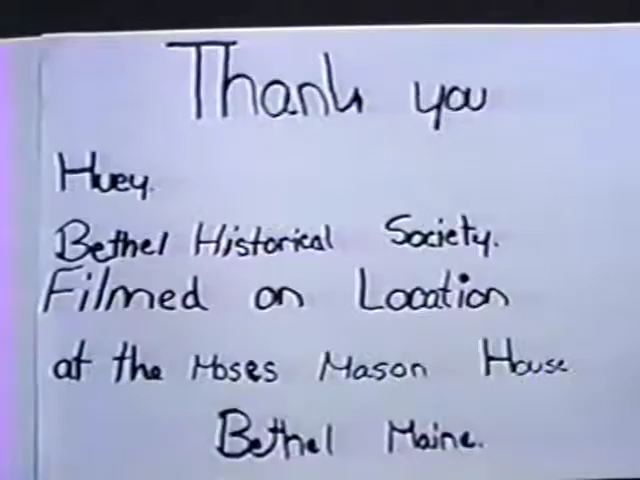 Thank you
Huey.
Bethel Historical Society.
Filmed on Location
at the Moses Mason House
Bethel Maine.